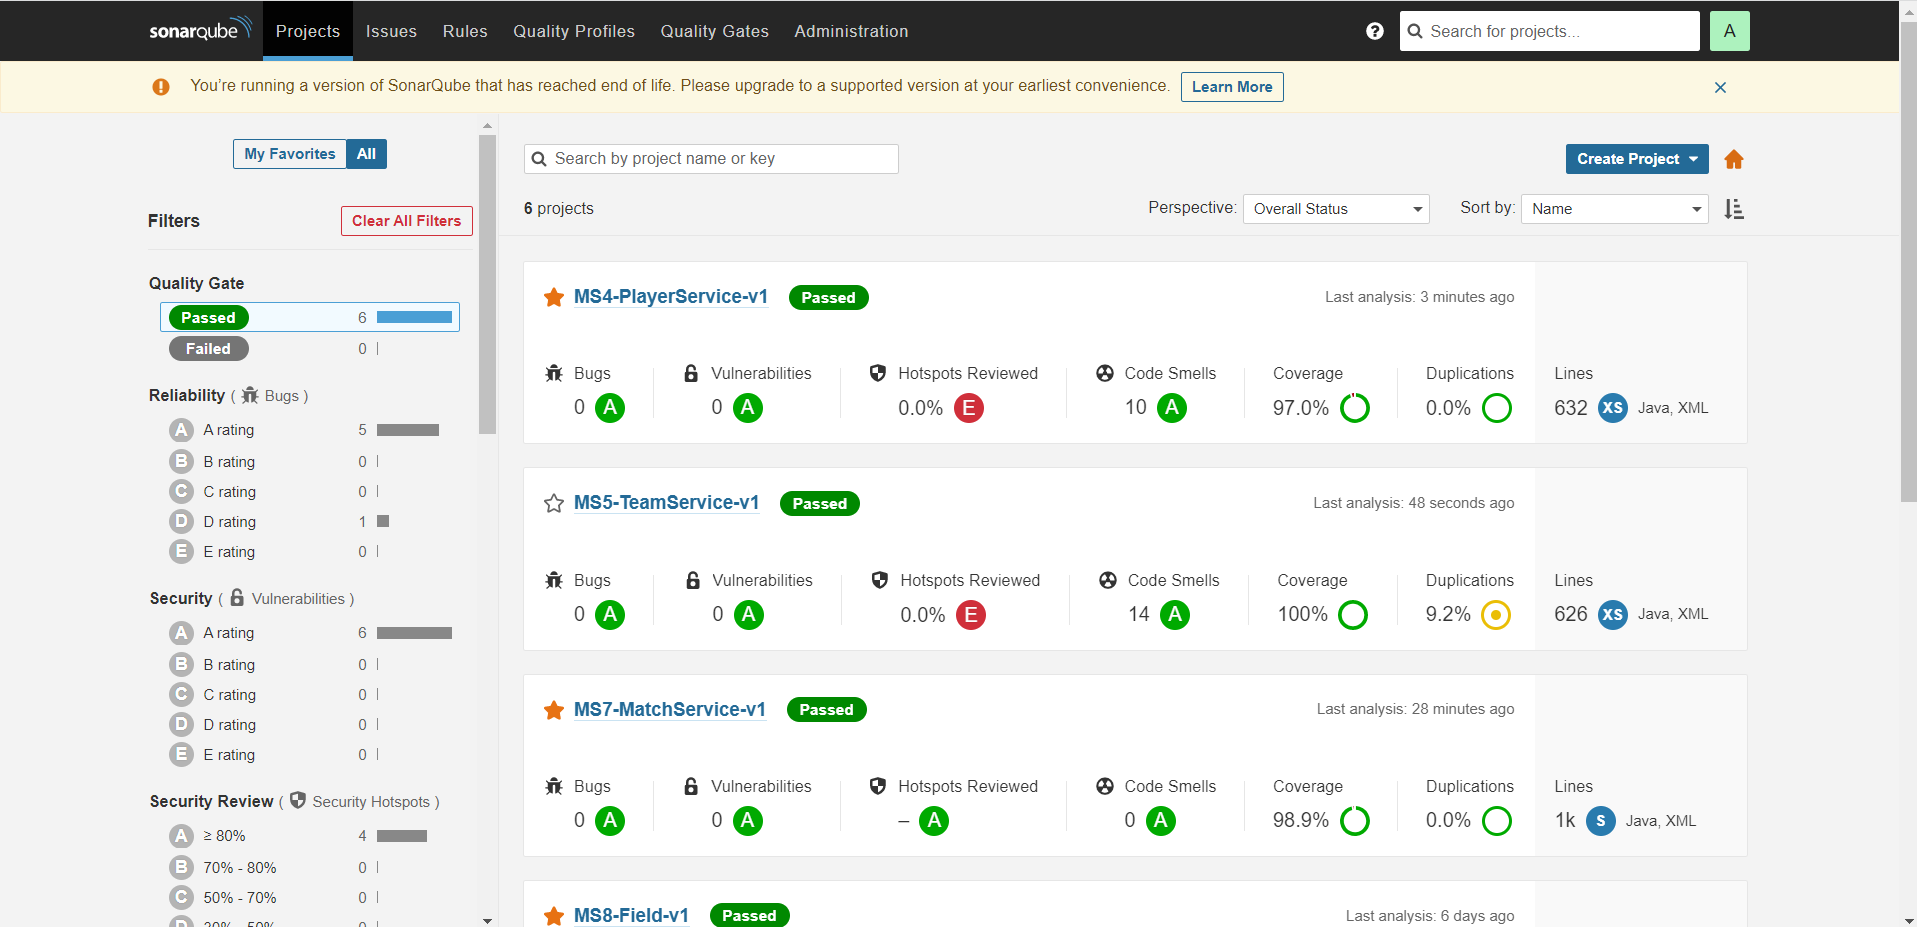 sonarqube Projects Issues Rules Quality Profiles Quality Gates Administration ? Search for projects... A
You're running a version of SonarQube that has reached end of life. Please upgrade to a supported version at your earliest convenience. Learn More
My Favorites All
Filters Clear All Filters
Quality Gate
Passed 6
Failed 0
Reliability ( Bugs )
A A rating 5
B B rating 0
C C rating 0
D D rating 1
E E rating 0
Security ( Vulnerabilities )
A A rating 6
B B rating 0
C C rating 0
D D rating 0
E E rating 0
Security Review ( Security Hotspots )
A ≥ 80% 4
B 70% - 80% 0
C 50% - 70% 0
D 30% - 50% 0
Search by project name or key Create Project
6 projects Perspective: Overall Status Sort by: Name
MS4-PlayerService-v1 Passed Last analysis: 3 minutes ago
Bugs Vulnerabilities Hotspots Reviewed Code Smells Coverage Duplications Lines
0 A 0 A 0.0% E 10 A 97.0% 0.0% 632 XS Java, XML
MS5-TeamService-v1 Passed Last analysis: 48 seconds ago
Bugs Vulnerabilities Hotspots Reviewed Code Smells Coverage Duplications Lines
0 A 0 A 0.0% E 14 A 100% 9.2% 626 XS Java, XML
MS7-MatchService-v1 Passed Last analysis: 28 minutes ago
Bugs Vulnerabilities Hotspots Reviewed Code Smells Coverage Duplications Lines
0 A 0 A – A 0 A 98.9% 0.0% 1k S Java, XML
MS8-Field-v1 Passed Last analysis: 6 days ago